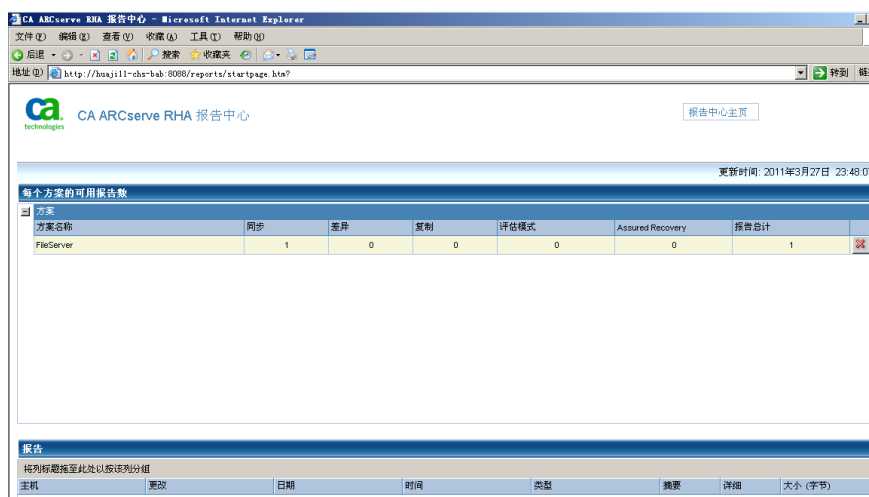 CA ARCserve RHA 报告中心 - Microsoft Internet Explorer
文件(F) 编辑(E) 查看(V) 收藏(A) 工具(T) 帮助(H)
后退 搜索 收藏夹
地址(D) http://huaji11-chs-bab:8088/reports/startpage.htm? 转到 链
ca technologies
CA ARCserve RHA 报告中心
报告中心主页
更新时间: 2011年3月27日 23:48:0
每个方案的可用报告数
方案
方案名称 同步 差异 复制 评估模式 Assured Recovery 报告总计
FileServer 1 0 0 0 0 1
报告
将列标题拖至此处以按该列分组
主机 更改 日期 时间 类型 摘要 详细 大小 (字节)